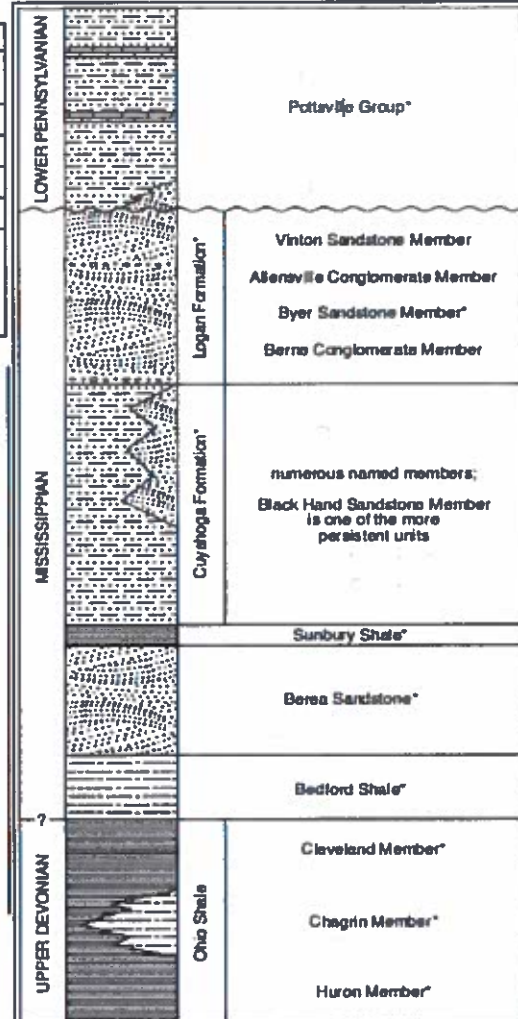 LOWER PENNSYLVANIAN
Pottsville Group*
MISSISSIPPIAN
Logan Formation*
Vinton Sandstone Member
Allensville Conglomerate Member
Byer Sandstone Member*
Berne Conglomerate Member
Cuyahoga Formation*
numerous named members;
Black Hand Sandstone Member
is one of the more
persistent units
Sunbury Shale*
Berea Sandstone*
Bedford Shale*
?
UPPER DEVONIAN
Ohio Shale
Cleveland Member*
Chagrin Member*
Huron Member*